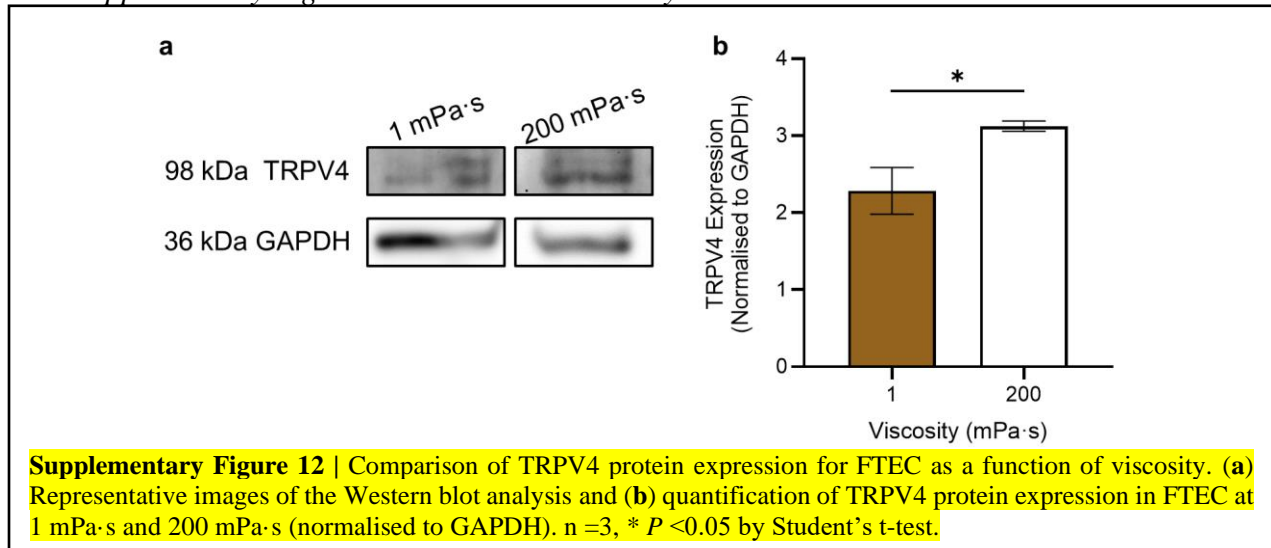 a
1 mPa·s
200 mPa·s
98 kDa TRPV4
36 kDa GAPDH
b
TRPV4 Expression
(Normalised to GAPDH)
4
3
2
1
0
*
1
200
Viscosity (mPa·s)
Supplementary Figure 12 | Comparison of TRPV4 protein expression for FTEC as a function of viscosity. (a)
Representative images of the Western blot analysis and (b) quantification of TRPV4 protein expression in FTEC at
1 mPa·s and 200 mPa·s (normalised to GAPDH). n =3, * P <0.05 by Student’s t-test.